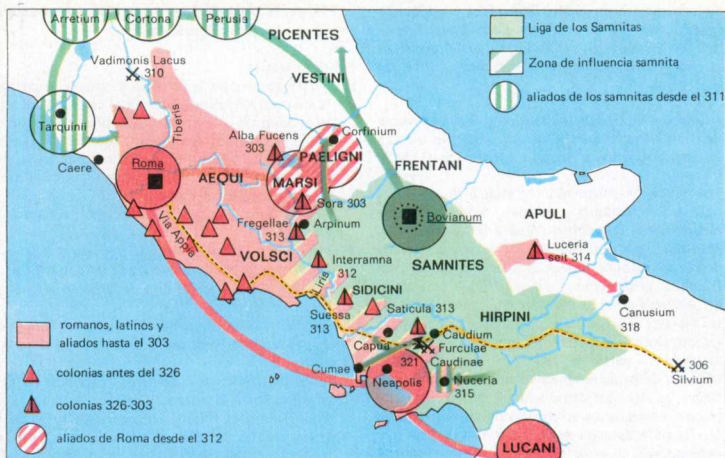 Arretium
Cortona
Perusia
PICENTES
Vadimonis Lacus
310
VESTINI
Tarquinii
Tiberis
Alba Fucens
303
Corfinium
Caere
Roma
AEQUI
PAELIGNI
MARSI
FRENTANI
Sora 303
Bovianum
APULI
Via Appia
Fregellae
313
Arpinum
VOLSCI
Interramna
312
Liris
SAMNITES
Luceria
seit 314
SIDICINI
Suessa
313
Saticula 313
HIRPINI
Canusium
318
Capua
Caudium
321
Furculae
Caudinae
Cumae
Neapolis
Nuceria
315
306
Silvium
LUCANI
Liga de los Samnitas
Zona de influencia samnita
aliados de los samnitas desde el 311
romanos, latinos y
aliados hasta el 303
colonias antes del 326
colonias 326-303
aliados de Roma desde el 312